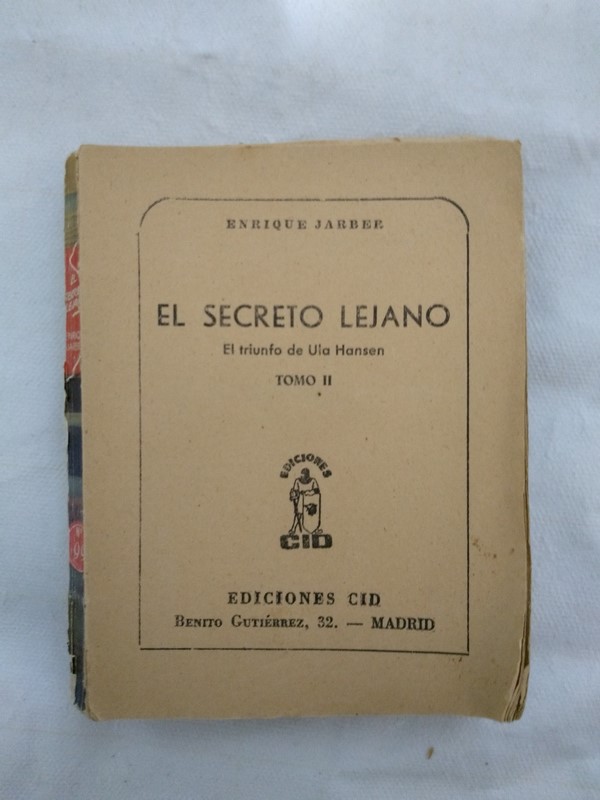 ENRIQUE JARBER
EL SECRETO LEJANO
El triunfo de Ula Hansen
TOMO II
EDICIONES
CID
EDICIONES CID
BENITO GUTIÉRREZ, 32. — MADRID